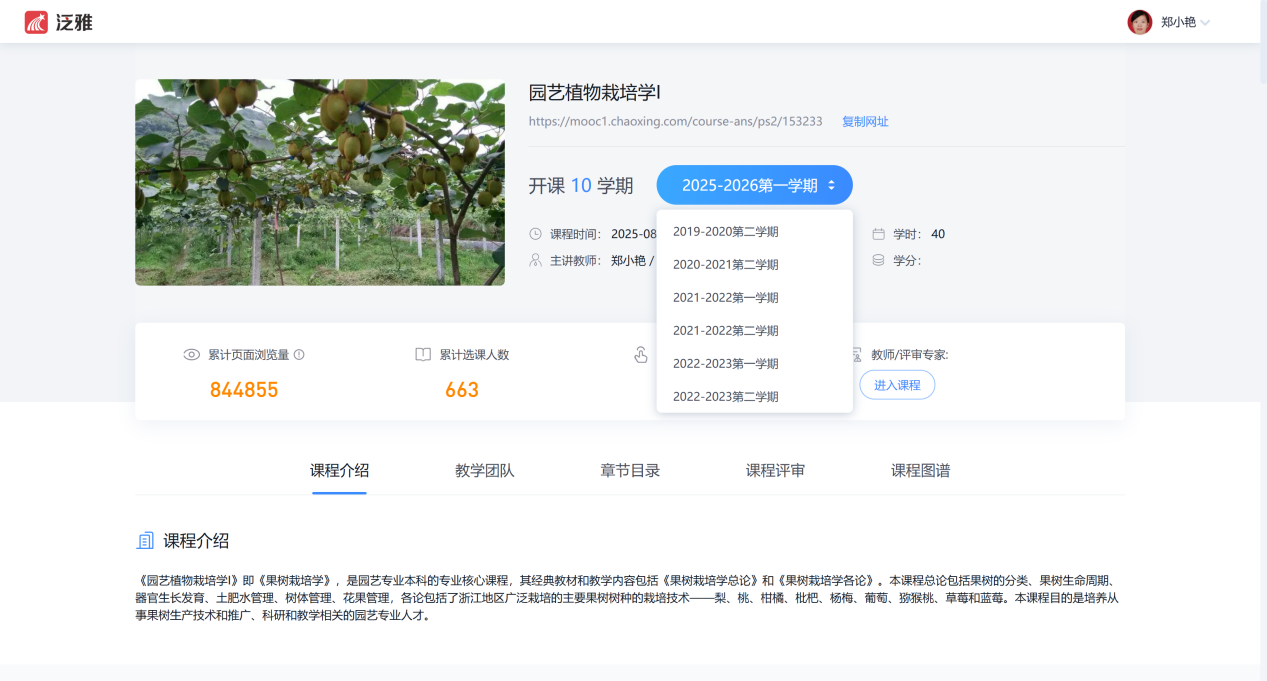 泛雅
郑小艳
园艺植物栽培学I
https://mooc1.chaoxing.com/course-ans/ps2/153233 复制网址
开课 10 学期 2025-2026第一学期
2019-2020第二学期
2020-2021第二学期
2021-2022第一学期
2021-2022第二学期
2022-2023第一学期
2022-2023第二学期
课程时间： 2025-08
学时： 40
主讲教师： 郑小艳 /
学分：
累计页面浏览量
844855
累计选课人数
663
教师/评审专家:
进入课程
课程介绍 教学团队 章节目录 课程评审 课程图谱
课程介绍
《园艺植物栽培学I》即《果树栽培学》，是园艺专业本科的专业核心课程，其经典教材和教学内容包括《果树栽培学总论》和《果树栽培学各论》。本课程总论包括果树的分类、果树生命周期、
器官生长发育、土肥水管理、树体管理、花果管理，各论包括了浙江地区广泛栽培的主要果树树种的栽培技术——梨、桃、柑橘、枇杷、杨梅、葡萄、猕猴桃、草莓和蓝莓。本课程目的是培养从
事果树生产技术和推广、科研和教学相关的园艺专业人才。